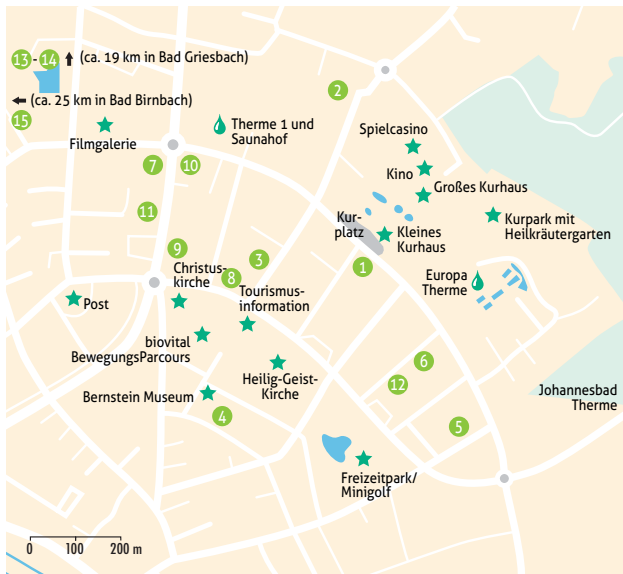 13 - 14 (ca. 19 km in Bad Griesbach)
(ca. 25 km in Bad Birnbach)
15
Filmgalerie
Therme 1 und
Saunahof
2
Spielcasino
Kino
Großes Kurhaus
7
10
11
Kur-
platz
Kleines
Kurhaus
Kurpark mit
Heilkräutergarten
9
Christus-
kirche
8
3
1
Europa
Therme
Tourismus-
information
Post
biovital
BewegungsParcours
Heilig-Geist-
Kirche
6
12
Bernstein Museum
4
5
Johannesbad
Therme
Freizeitpark/
Minigolf
0 100 200 m